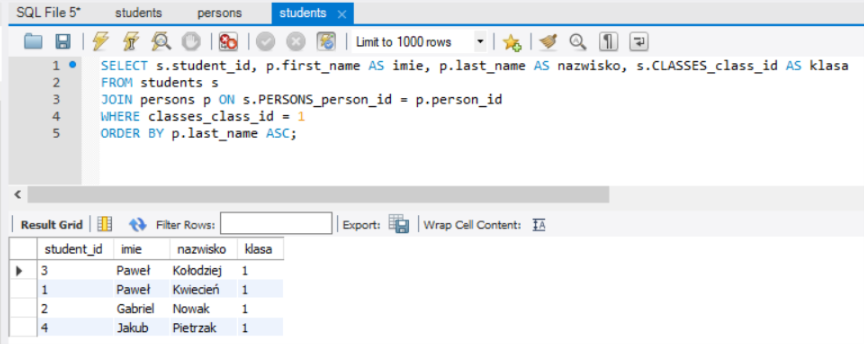 SQL File 5* students persons students ×
Limit to 1000 rows
1 SELECT s.student_id, p.first_name AS imie, p.last_name AS nazwisko, s.CLASSES_class_id AS klasa
2 FROM students s
3 JOIN persons p ON s.PERSONS_person_id = p.person_id
4 WHERE classes_class_id = 1
5 ORDER BY p.last_name ASC;
Result Grid Filter Rows: Export: Wrap Cell Content:
student_id imie nazwisko klasa
3 Paweł Kołodziej 1
1 Paweł Kwiecień 1
2 Gabriel Nowak 1
4 Jakub Pietrzak 1